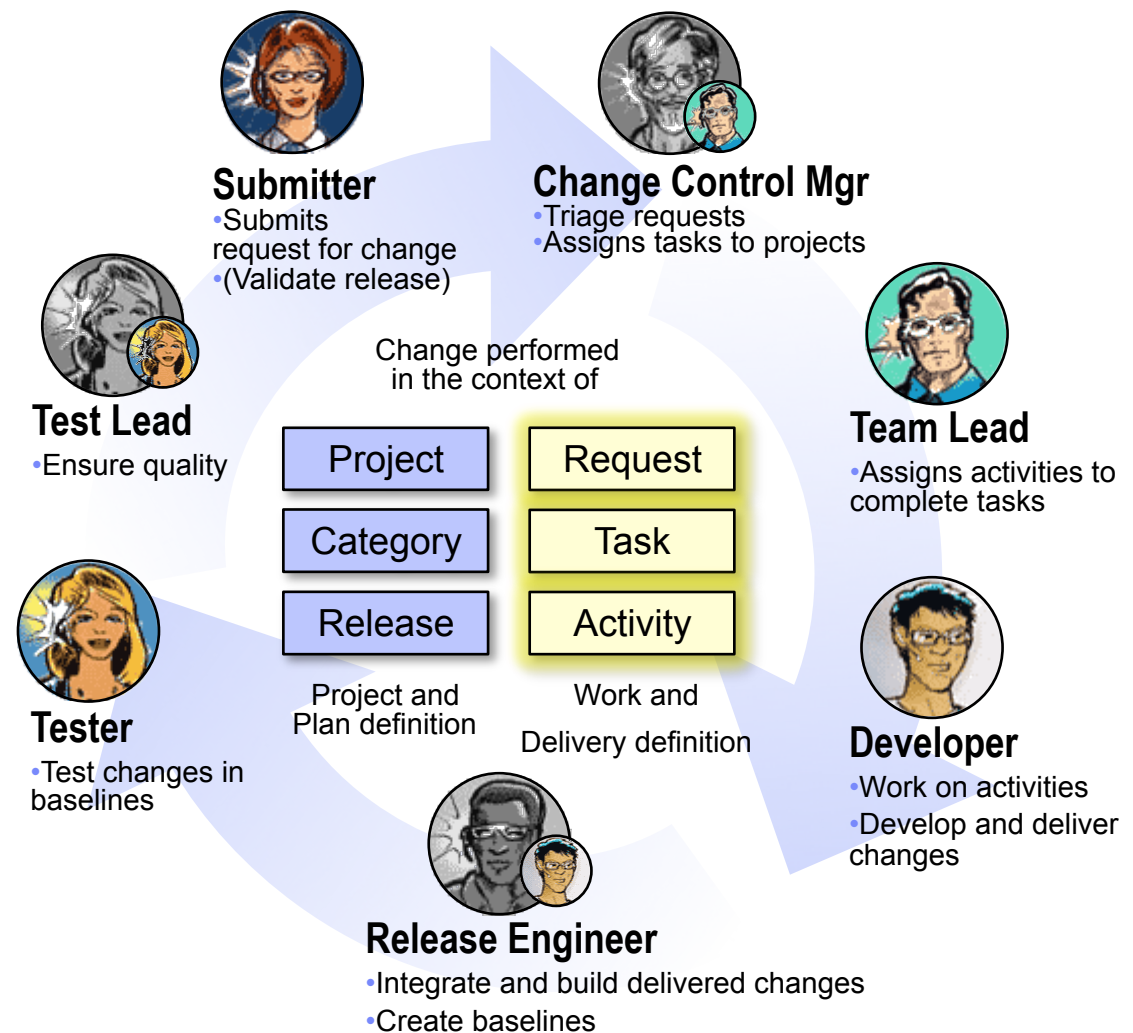 Submitter
•Submits
request for change
•(Validate release)
Change Control Mgr
•Triage requests
•Assigns tasks to projects
Team Lead
•Assigns activities to
complete tasks
Developer
•Work on activities
•Develop and deliver
changes
Release Engineer
•Integrate and build delivered changes
•Create baselines
Tester
•Test changes in
baselines
Test Lead
•Ensure quality
Change performed
in the context of
Project
Category
Release
Project and
Plan definition
Request
Task
Activity
Work and
Delivery definition